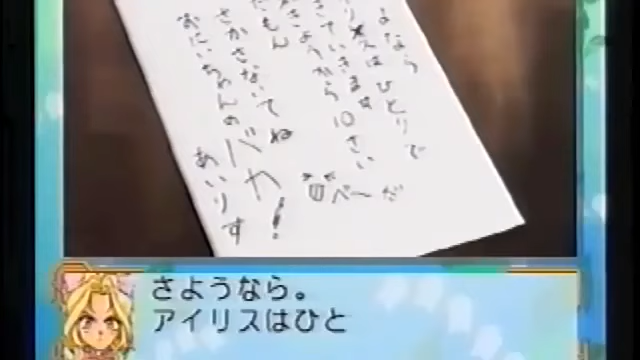 ようなら
リスは ひとりで
きていきます
きょうから 10さい
もん
さがさないでね
おにいちゃんの バカ!
あいりす
べーだ
さようなら。
アイリスはひと